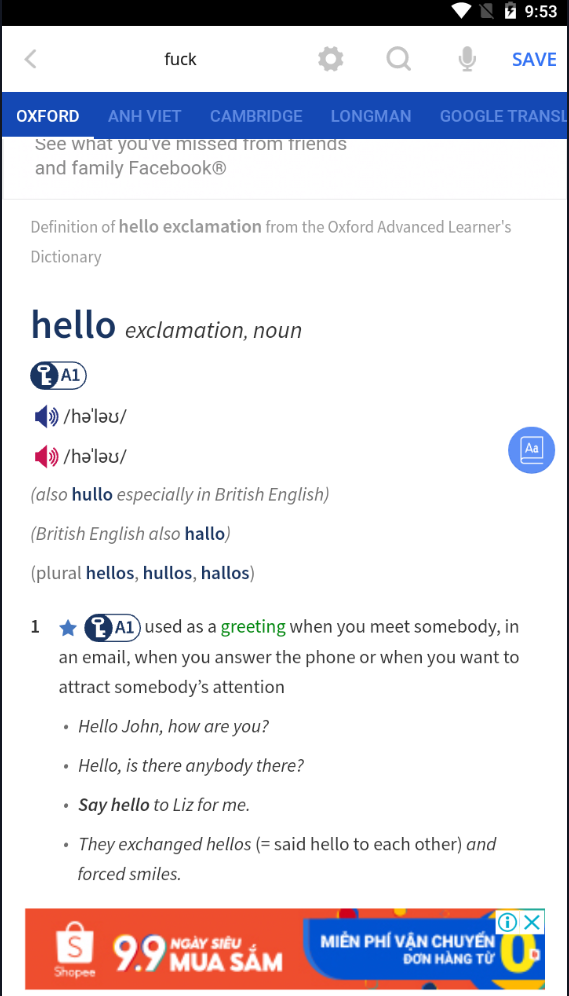 9:53
fuck
SAVE
OXFORD ANH VIET CAMBRIDGE LONGMAN GOOGLE TRANSL
See what you've missed from friends
and family Facebook®
Definition of hello exclamation from the Oxford Advanced Learner's
Dictionary
hello exclamation, noun
A1
/həˈləʊ/
/həˈləʊ/
(also hullo especially in British English)
(British English also hallo)
(plural hellos, hullos, hallos)
Aa
1 A1 used as a greeting when you meet somebody, in
an email, when you answer the phone or when you want to
attract somebody’s attention
• Hello John, how are you?
• Hello, is there anybody there?
• Say hello to Liz for me.
• They exchanged hellos (= said hello to each other) and
forced smiles.
Shopee
9.9 NGÀY SIÊU
MUA SẮM
MIỄN PHÍ VẬN CHUYỂN
ĐƠN HÀNG TỪ 0Đ